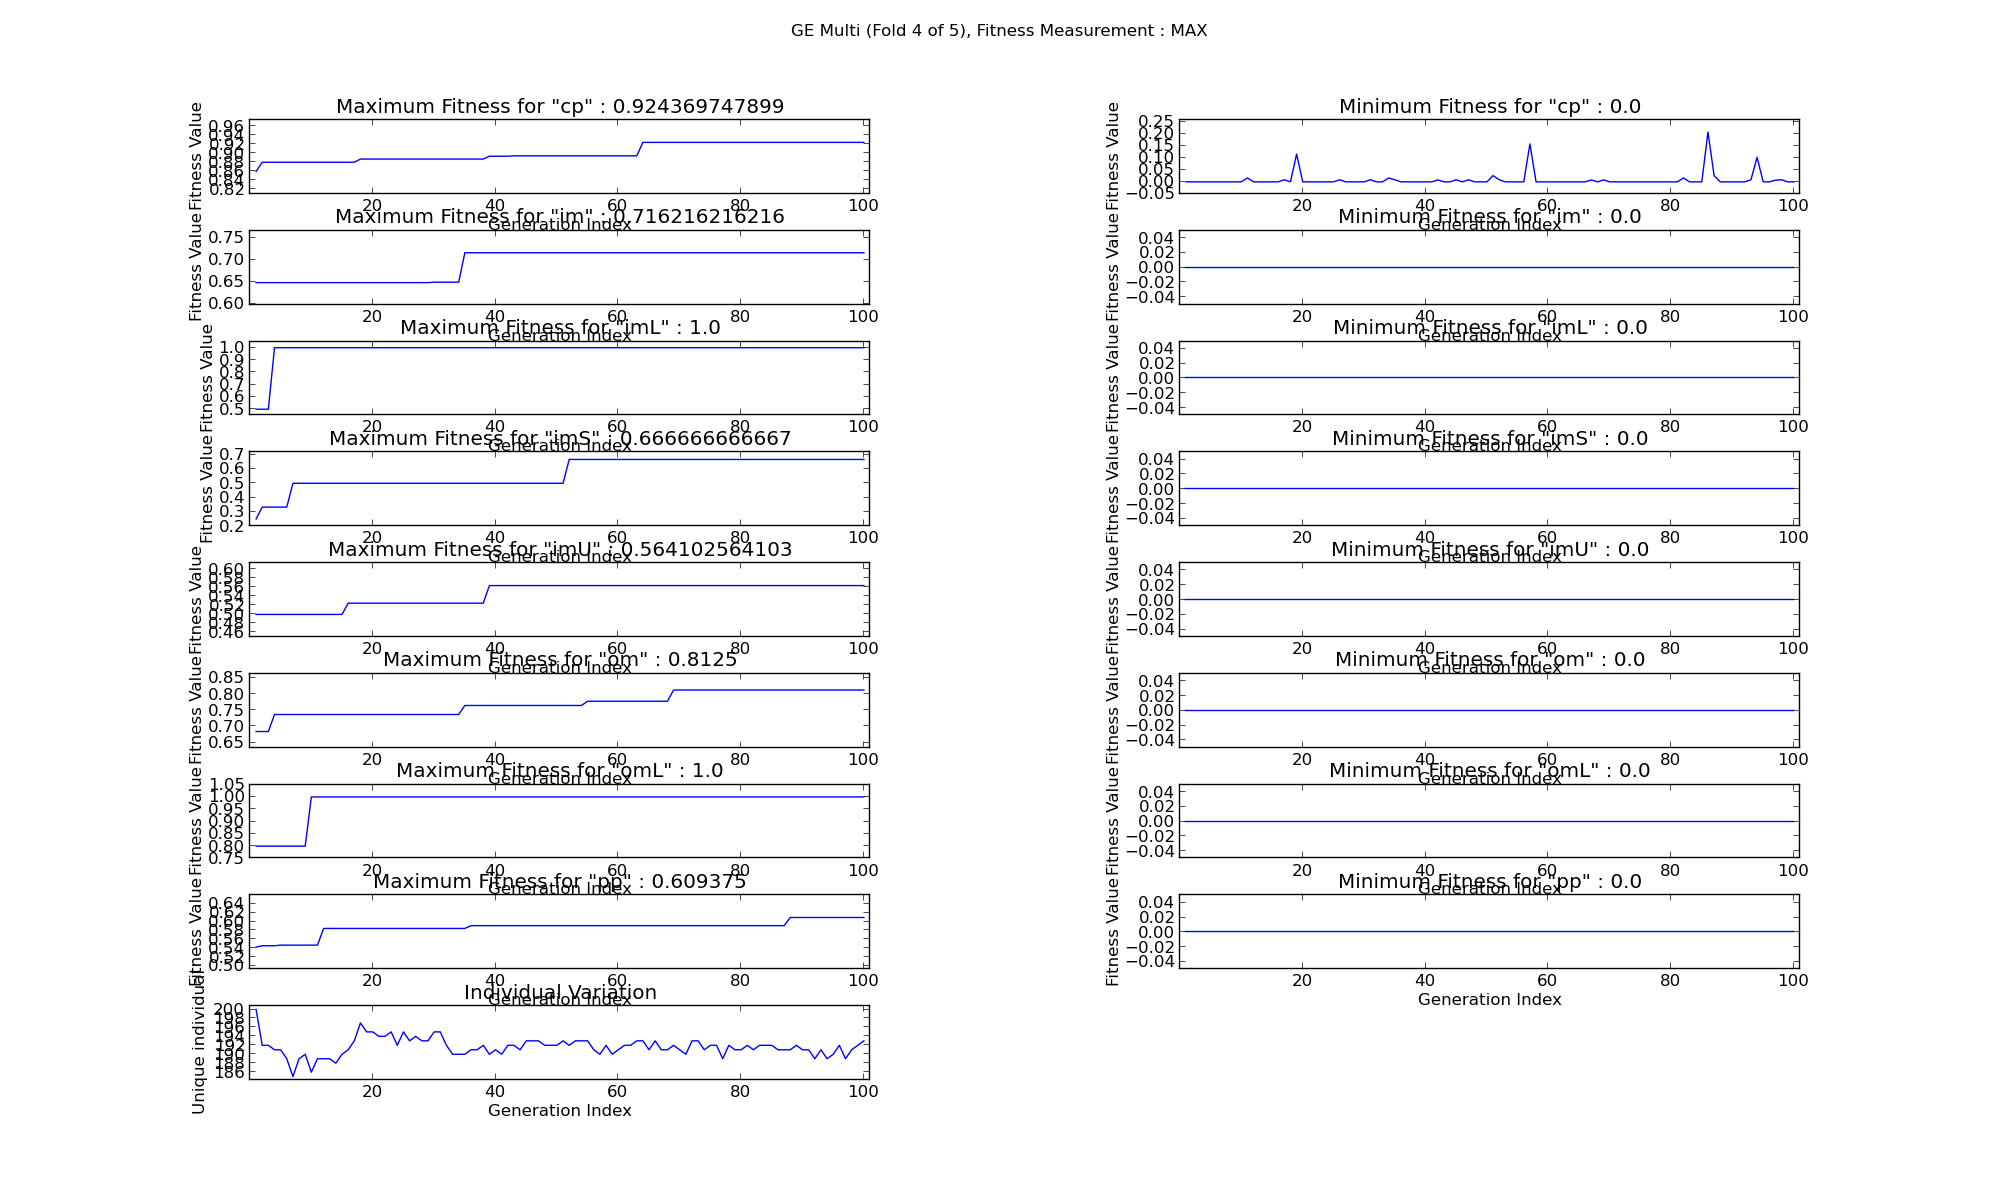 GE Multi (Fold 4 of 5), Fitness Measurement : MAX
Maximum Fitness for "cp" : 0.924369747899
Fitness Value
0.96
0.94
0.92
0.90
0.88
0.86
0.84
0.82
20 40 60 80 100
Generation Index
Maximum Fitness for "im" : 0.716216216216
Fitness Value
0.75
0.70
0.65
0.60
20 40 60 80 100
Generation Index
Maximum Fitness for "imL" : 1.0
Fitness Value
1.0
0.9
0.8
0.7
0.6
0.5
20 40 60 80 100
Generation Index
Maximum Fitness for "imS" : 0.666666666667
Fitness Value
0.7
0.6
0.5
0.4
0.3
0.2
20 40 60 80 100
Generation Index
Maximum Fitness for "imU" : 0.564102564103
Fitness Value
0.60
0.58
0.56
0.54
0.52
0.50
0.48
0.46
20 40 60 80 100
Generation Index
Maximum Fitness for "om" : 0.8125
Fitness Value
0.85
0.80
0.75
0.70
0.65
20 40 60 80 100
Generation Index
Maximum Fitness for "omL" : 1.0
Fitness Value
1.05
1.00
0.95
0.90
0.85
0.80
0.75
20 40 60 80 100
Generation Index
Maximum Fitness for "pp" : 0.609375
Fitness Value
0.64
0.62
0.60
0.58
0.56
0.54
0.52
0.50
20 40 60 80 100
Generation Index
Individual Variation
Unique individual
200
198
196
194
192
190
188
186
20 40 60 80 100
Generation Index
Minimum Fitness for "cp" : 0.0
Fitness Value
0.25
0.20
0.15
0.10
0.05
0.00
−0.05
20 40 60 80 100
Generation Index
Minimum Fitness for "im" : 0.0
Fitness Value
0.04
0.02
0.00
−0.02
−0.04
20 40 60 80 100
Generation Index
Minimum Fitness for "imL" : 0.0
Fitness Value
0.04
0.02
0.00
−0.02
−0.04
20 40 60 80 100
Generation Index
Minimum Fitness for "imS" : 0.0
Fitness Value
0.04
0.02
0.00
−0.02
−0.04
20 40 60 80 100
Generation Index
Minimum Fitness for "imU" : 0.0
Fitness Value
0.04
0.02
0.00
−0.02
−0.04
20 40 60 80 100
Generation Index
Minimum Fitness for "om" : 0.0
Fitness Value
0.04
0.02
0.00
−0.02
−0.04
20 40 60 80 100
Generation Index
Minimum Fitness for "omL" : 0.0
Fitness Value
0.04
0.02
0.00
−0.02
−0.04
20 40 60 80 100
Generation Index
Minimum Fitness for "pp" : 0.0
Fitness Value
0.04
0.02
0.00
−0.02
−0.04
20 40 60 80 100
Generation Index